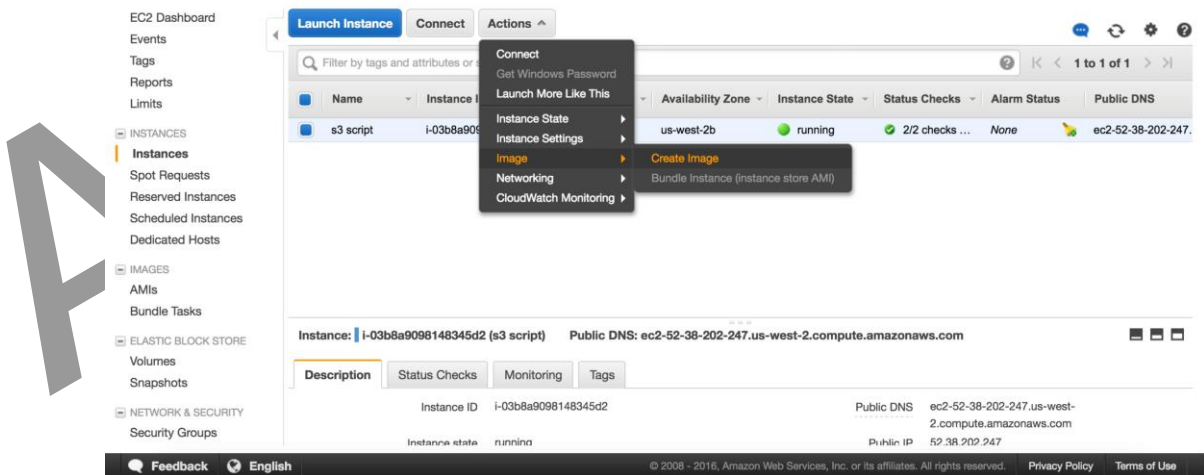 EC2 Dashboard
Events
Tags
Reports
Limits
INSTANCES
Instances
Spot Requests
Reserved Instances
Scheduled Instances
Dedicated Hosts
IMAGES
AMIs
Bundle Tasks
ELASTIC BLOCK STORE
Volumes
Snapshots
NETWORK & SECURITY
Security Groups
Launch Instance Connect Actions
Filter by tags and attributes or 1 to 1 of 1
Connect
Get Windows Password
Launch More Like This
Instance State
Instance Settings
Image
Networking
CloudWatch Monitoring
Create Image
Bundle Instance (instance store AMI)
Name Instance Availability Zone Instance State Status Checks Alarm Status Public DNS
s3 script i-03b8a909 us-west-2b running 2/2 checks ... None ec2-52-38-202-247.
Instance: i-03b8a9098148345d2 (s3 script) Public DNS: ec2-52-38-202-247.us-west-2.compute.amazonaws.com
Description Status Checks Monitoring Tags
Instance ID i-03b8a9098148345d2 Public DNS ec2-52-38-202-247.us-west-
2.compute.amazonaws.com
Instance state running Public IP 52.38.202.247
Feedback English © 2008 - 2016, Amazon Web Services, Inc. or its affiliates. All rights reserved. Privacy Policy Terms of Use